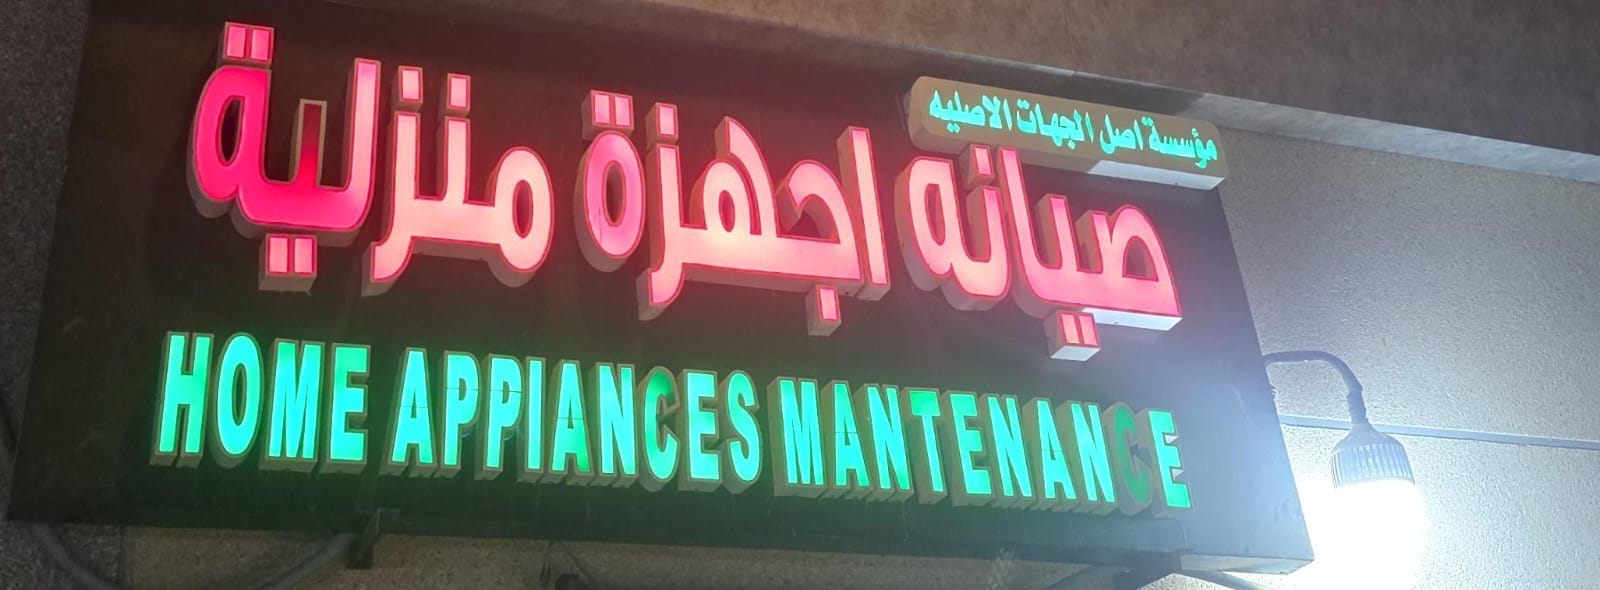 مؤسسة اصل الجهات الاصليه
صيانه اجهزة منزلية
HOME APPIANCES MANTENANCE